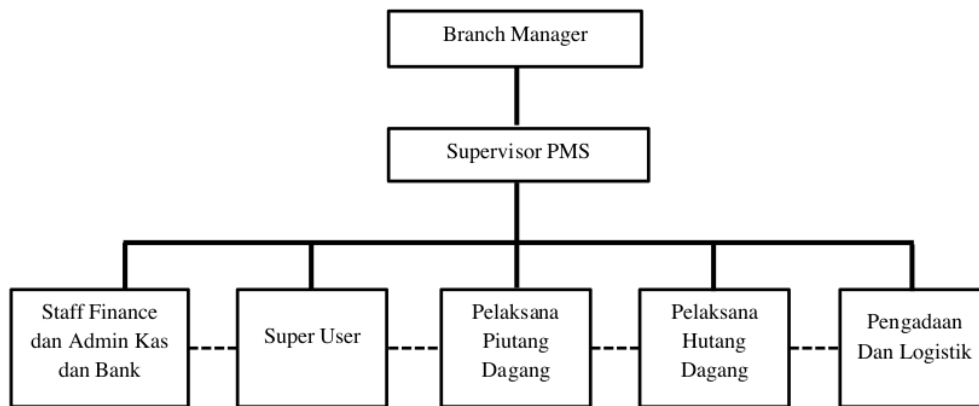 Branch Manager
Supervisor PMS
Staff Finance
dan Admin Kas
dan Bank
Super User
Pelaksana
Piutang
Dagang
Pelaksana
Hutang
Dagang
Pengadaan
Dan Logistik